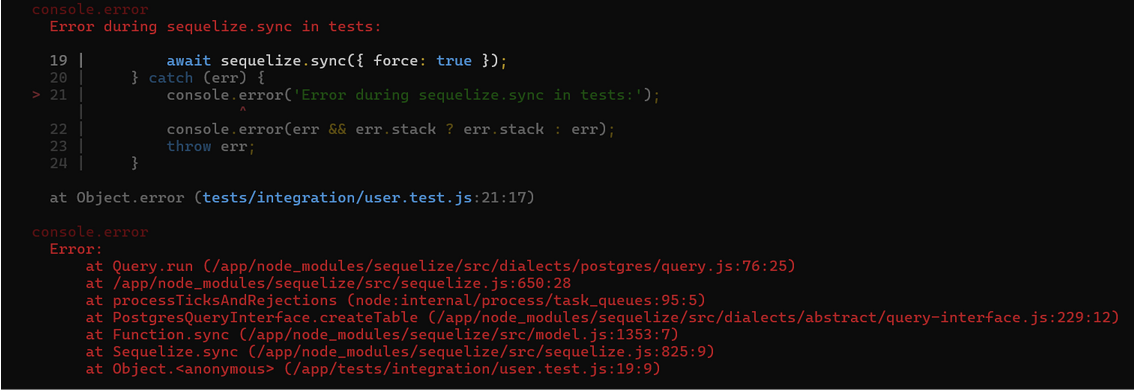 console.error
Error during sequelize.sync in tests:
19 |         await sequelize.sync({ force: true });
20 |     } catch (err) {
> 21 |         console.error('Error during sequelize.sync in tests:');
|                 ^
22 |         console.error(err && err.stack ? err.stack : err);
23 |         throw err;
24 |     }
at Object.error (tests/integration/user.test.js:21:17)
console.error
Error:
at Query.run (/app/node_modules/sequelize/src/dialects/postgres/query.js:76:25)
at /app/node_modules/sequelize/src/sequelize.js:650:28
at processTicksAndRejections (node:internal/process/task_queues:95:5)
at PostgresQueryInterface.createTable (/app/node_modules/sequelize/src/dialects/abstract/query-interface.js:229:12)
at Function.sync (/app/node_modules/sequelize/src/model.js:1353:7)
at Sequelize.sync (/app/node_modules/sequelize/src/sequelize.js:825:9)
at Object.<anonymous> (/app/tests/integration/user.test.js:19:9)